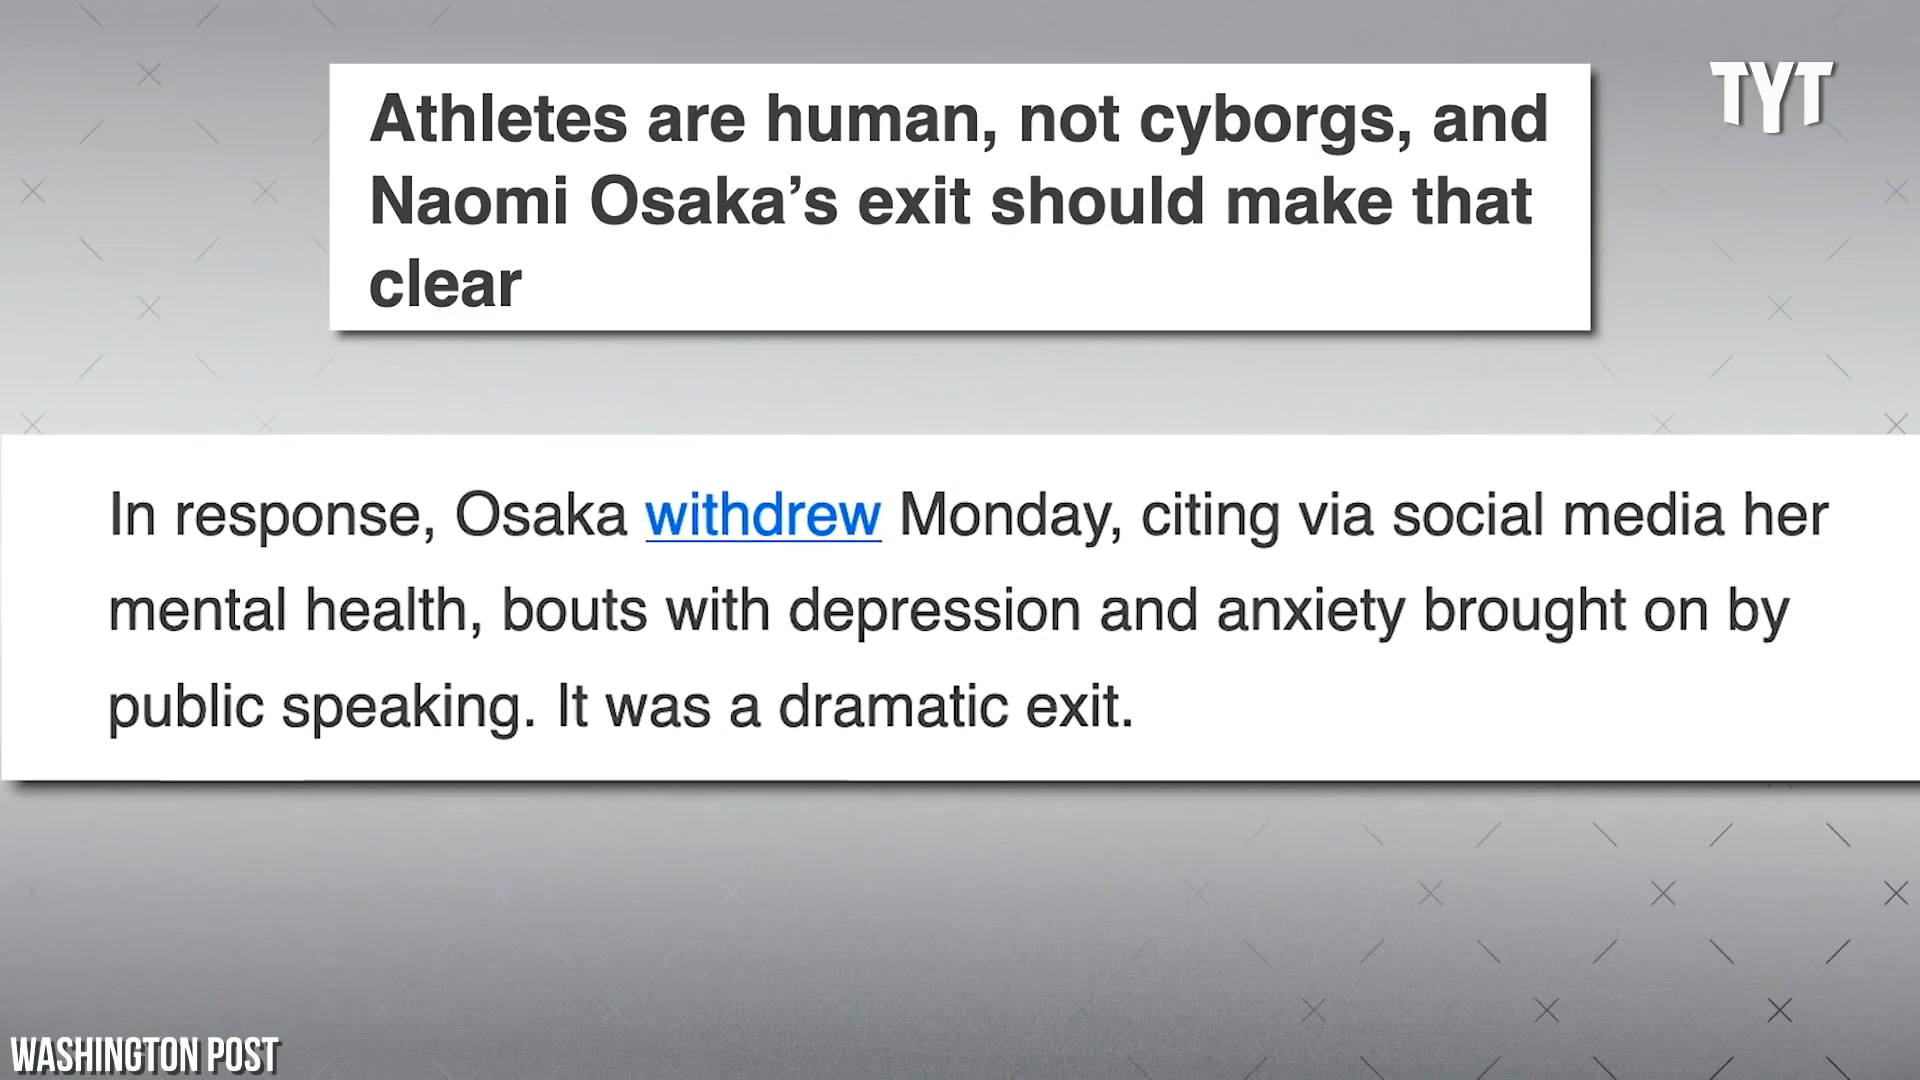 TYT
Athletes are human, not cyborgs, and
Naomi Osaka’s exit should make that
clear
In response, Osaka withdrew Monday, citing via social media her
mental health, bouts with depression and anxiety brought on by
public speaking. It was a dramatic exit.
WASHINGTON POST